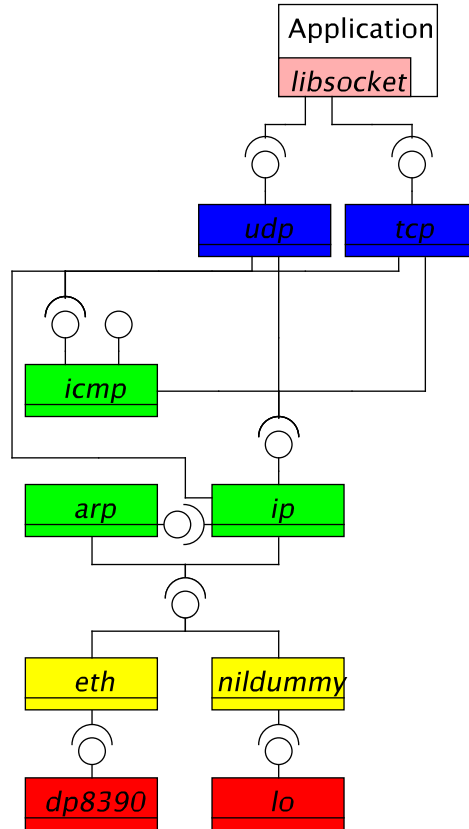 Application
libsocket
udp
tcp
icmp
arp
ip
eth
nildummy
dp8390
lo